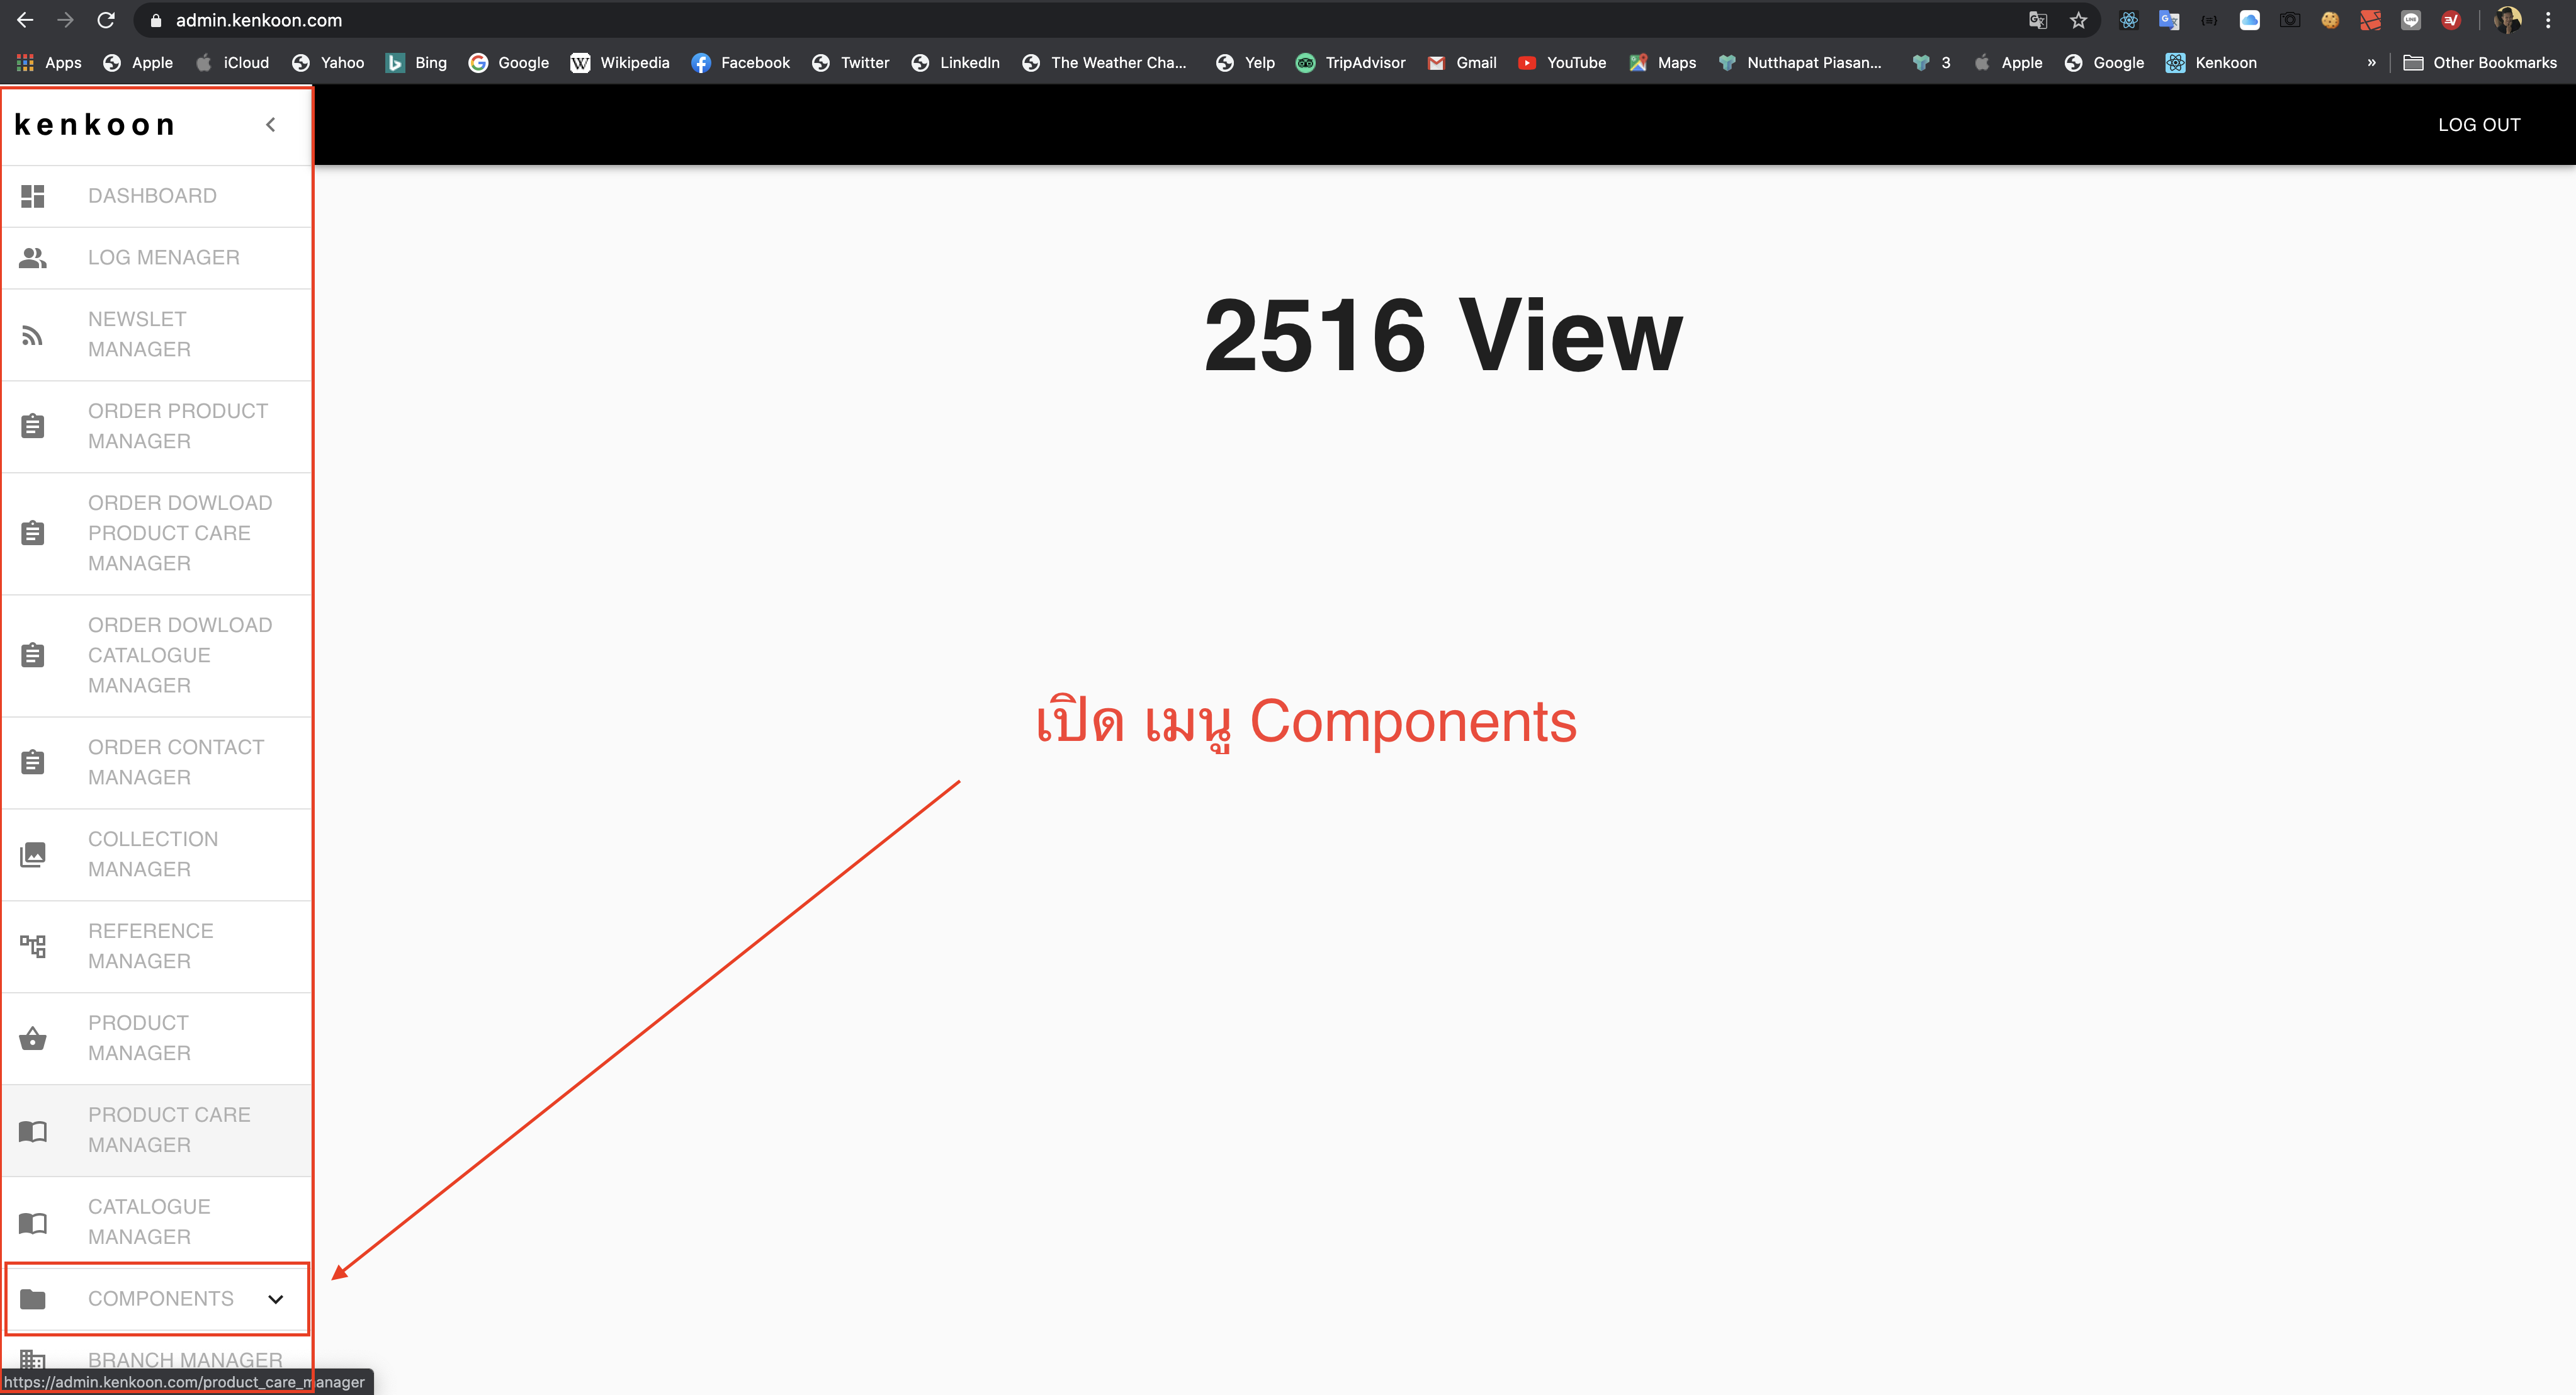 admin.kenkoon.com
Apps Apple iCloud Yahoo Bing Google Wikipedia Facebook Twitter LinkedIn The Weather Cha... Yelp TripAdvisor Gmail YouTube Maps Nutthapat Piasan... 3 Apple Google Kenkoon » Other Bookmarks
kenkoon
LOG OUT
DASHBOARD
LOG MENAGER
NEWSLET
MANAGER
ORDER PRODUCT
MANAGER
ORDER DOWLOAD
PRODUCT CARE
MANAGER
ORDER DOWLOAD
CATALOGUE
MANAGER
ORDER CONTACT
MANAGER
COLLECTION
MANAGER
REFERENCE
MANAGER
PRODUCT
MANAGER
PRODUCT CARE
MANAGER
CATALOGUE
MANAGER
COMPONENTS
BRANCH MANAGER
https://admin.kenkoon.com/product_care_manager
2516 View
เปิด เมนู Components